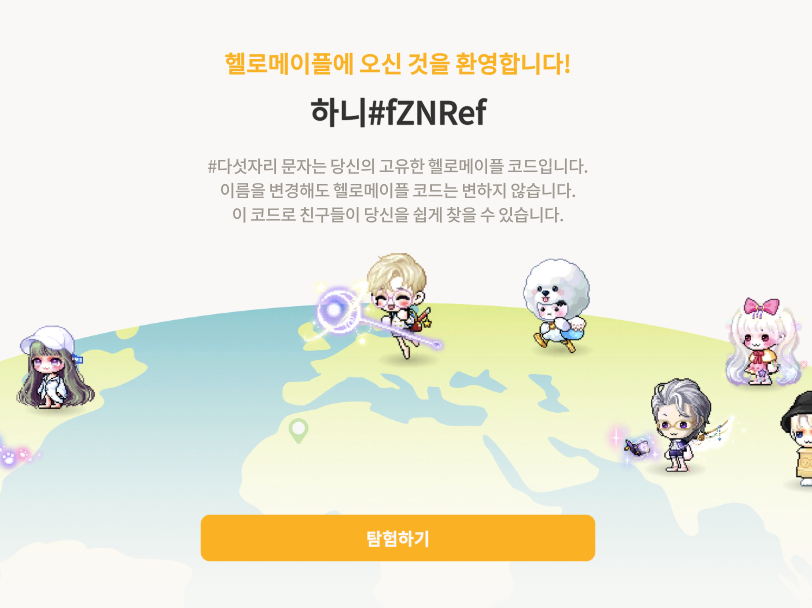 헬로메이플에 오신 것을 환영합니다!
하니#fZNRef
#다섯자리 문자는 당신의 고유한 헬로메이플 코드입니다.
이름을 변경해도 헬로메이플 코드는 변하지 않습니다.
이 코드로 친구들이 당신을 쉽게 찾을 수 있습니다.
탐험하기